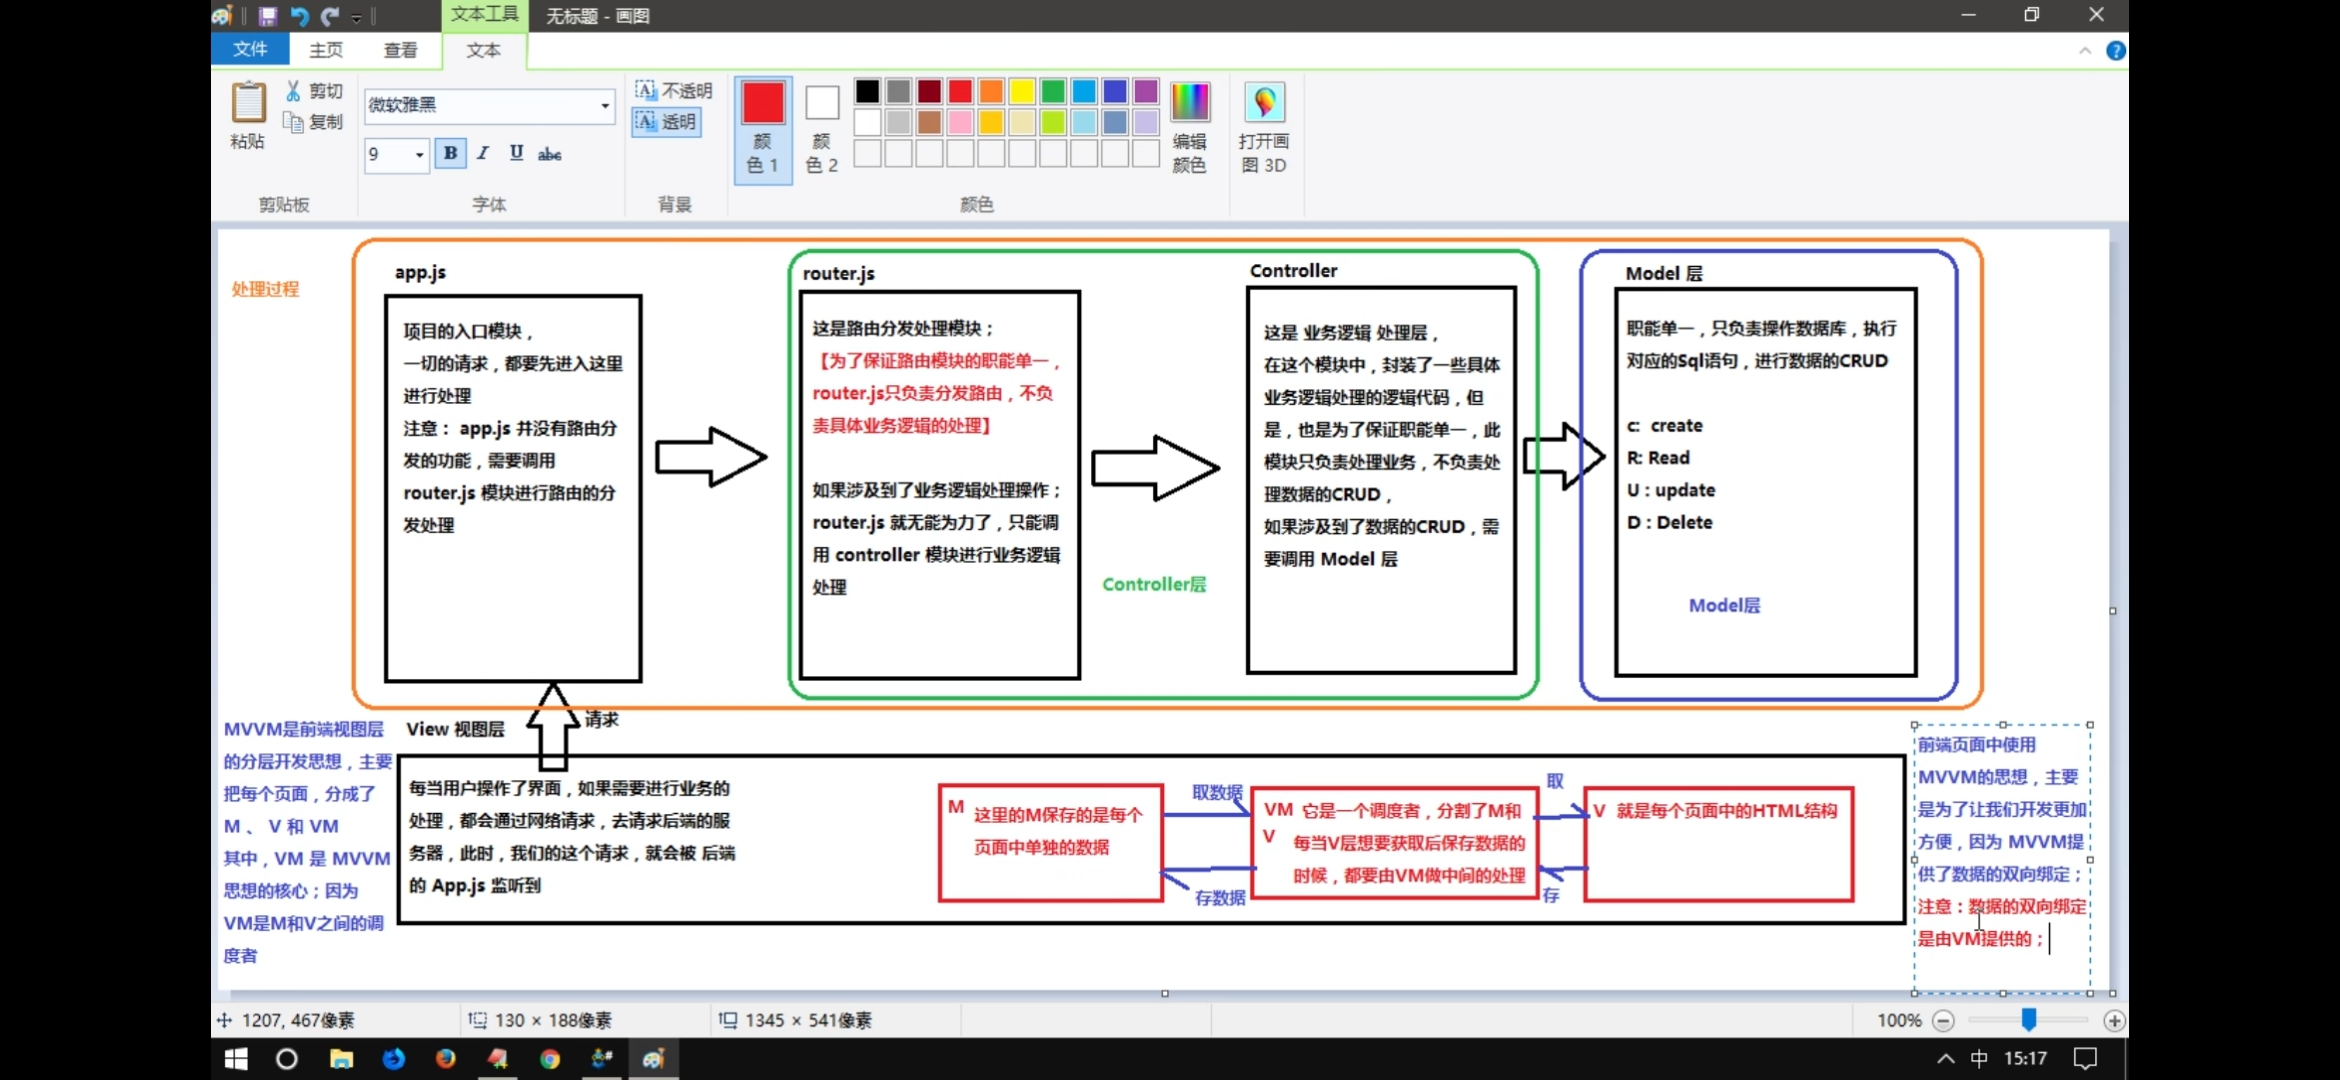 文本工具
无标题 - 画图
文件
主页
查看
文本
粘贴
剪切
复制
剪贴板
微软雅黑
9
B I U abc
字体
不透明
透明
背景
颜
色 1
颜
色 2
颜色
编辑
颜色
打开画
图 3D
处理过程
app.js
项目的入口模块，
一切的请求，都要先进入这里
进行处理
注意： app.js 并没有路由分
发的功能，需要调用
router.js 模块进行路由的分
发处理
router.js
这是路由分发处理模块；
【为了保证路由模块的职能单一，
router.js只负责分发路由，不负
责具体业务逻辑的处理】
如果涉及到了业务逻辑处理操作；
router.js 就无能为力了，只能调
用 controller 模块进行业务逻辑
处理
Controller层
Controller
这是 业务逻辑 处理层，
在这个模块中，封装了一些具体
业务逻辑处理的逻辑代码，但
是，也是为了保证职能单一，此
模块只负责处理业务，不负责处
理数据的CRUD，
如果涉及到了数据的CRUD，需
要调用 Model 层
Model 层
职能单一，只负责操作数据库，执行
对应的Sql语句，进行数据的CRUD
c: create
R: Read
U : update
D : Delete
Model层
MVVM是前端视图层
的分层开发思想，主要
把每个页面，分成了
M 、 V 和 VM
其中，VM 是 MVVM
思想的核心；因为
VM是M和V之间的调
度者
View 视图层
请求
每当用户操作了界面，如果需要进行业务的
处理，都会通过网络请求，去请求后端的服
务器，此时，我们的这个请求，就会被 后端
的 App.js 监听到
M 这里的M保存的是每个
页面中单独的数据
取数据
存数据
VM 它是一个调度者，分割了M和
V 每当V层想要获取后保存数据的
时候，都要由VM做中间的处理
取
存
V 就是每个页面中的HTML结构
前端页面中使用
MVVM的思想，主要
是为了让我们开发更加
方便，因为 MVVM提
供了数据的双向绑定；
注意：数据的双向绑定
是由VM提供的；
1207, 467像素
130 × 188像素
1345 × 541像素
100%
中
15:17